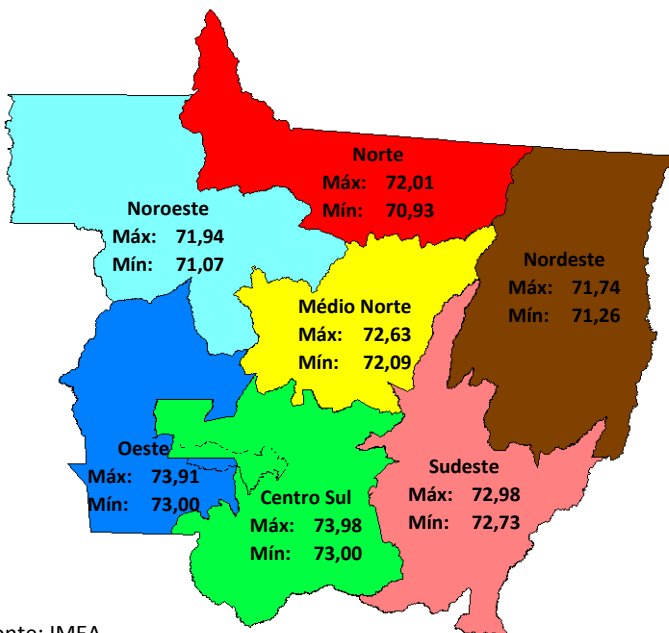 Norte
Máx: 72,01
Mín: 70,93
Noroeste
Máx: 71,94
Mín: 71,07
Nordeste
Máx: 71,74
Mín: 71,26
Médio Norte
Máx: 72,63
Mín: 72,09
Oeste
Máx: 73,91
Mín: 73,00
Centro Sul
Máx: 73,98
Mín: 73,00
Sudeste
Máx: 72,98
Mín: 72,73